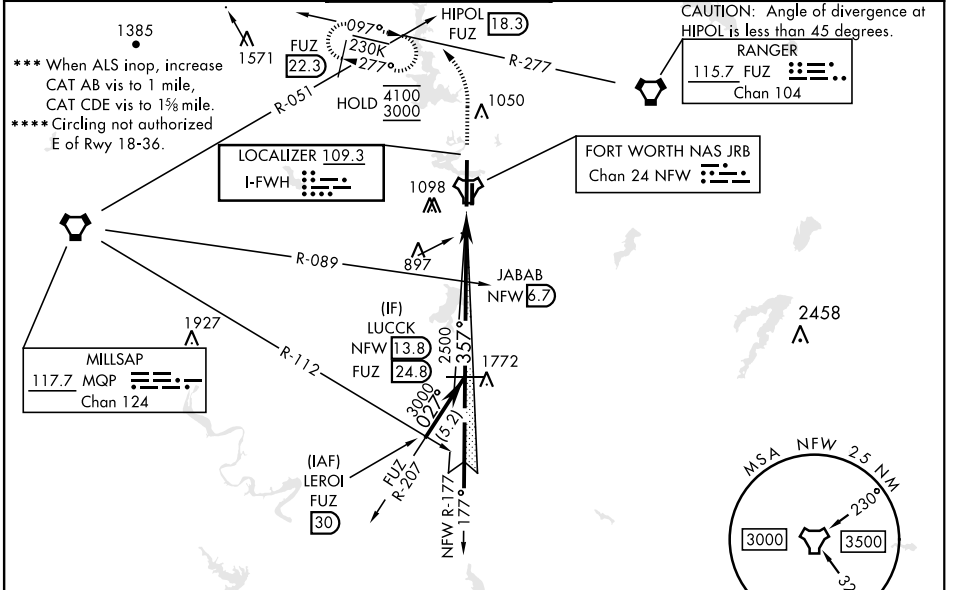 1385
*** When ALS inop, increase
CAT AB vis to 1 mile,
CAT CDE vis to 1⅝ mile.
**** Circling not authorized
E of Rwy 18-36.
1571
FUZ
22.3
097°
230K
277°
HIPOL
FUZ 18.3
R-277
R-051
HOLD 4100
3000
1050
CAUTION: Angle of divergence at
HIPOL is less than 45 degrees.
RANGER
115.7 FUZ
Chan 104
LOCALIZER 109.3
I-FWH
FORT WORTH NAS JRB
Chan 24 NFW
1098
897
R-089
JABAB
NFW 6.7
(IF)
LUCCK
NFW 13.8
FUZ 24.8
2500
357°
1772
2458
1927
R-112
MILLSAP
117.7 MQP
Chan 124
3000
027°
(5.2)
(IAF)
LEROI
FUZ
30
FUZ
R-207
NFW R-177
177°
MSA NFW 25 NM
230°
3000
3500